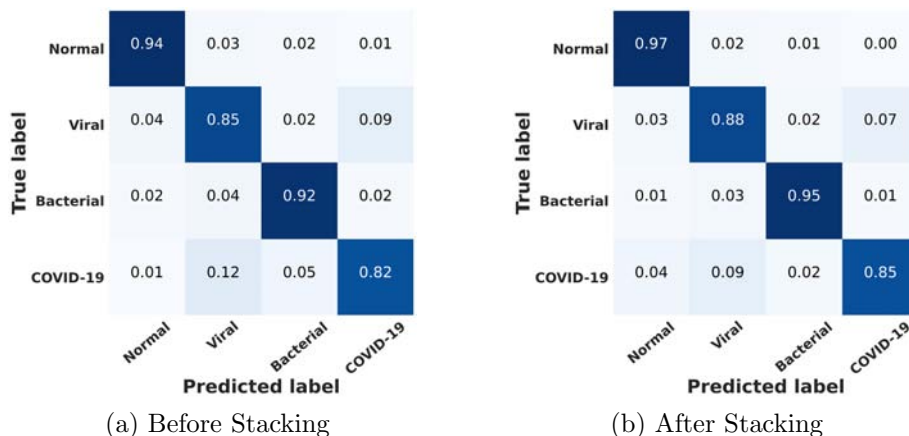 Normal 0.94 0.03 0.02 0.01
Viral 0.04 0.85 0.02 0.09
Bacterial 0.02 0.04 0.92 0.02
COVID-19 0.01 0.12 0.05 0.82
True label
Normal Viral Bacterial COVID-19
Predicted label
(a) Before Stacking
Normal 0.97 0.02 0.01 0.00
Viral 0.03 0.88 0.02 0.07
Bacterial 0.01 0.03 0.95 0.01
COVID-19 0.04 0.09 0.02 0.85
True label
Normal Viral Bacterial COVID-19
Predicted label
(b) After Stacking